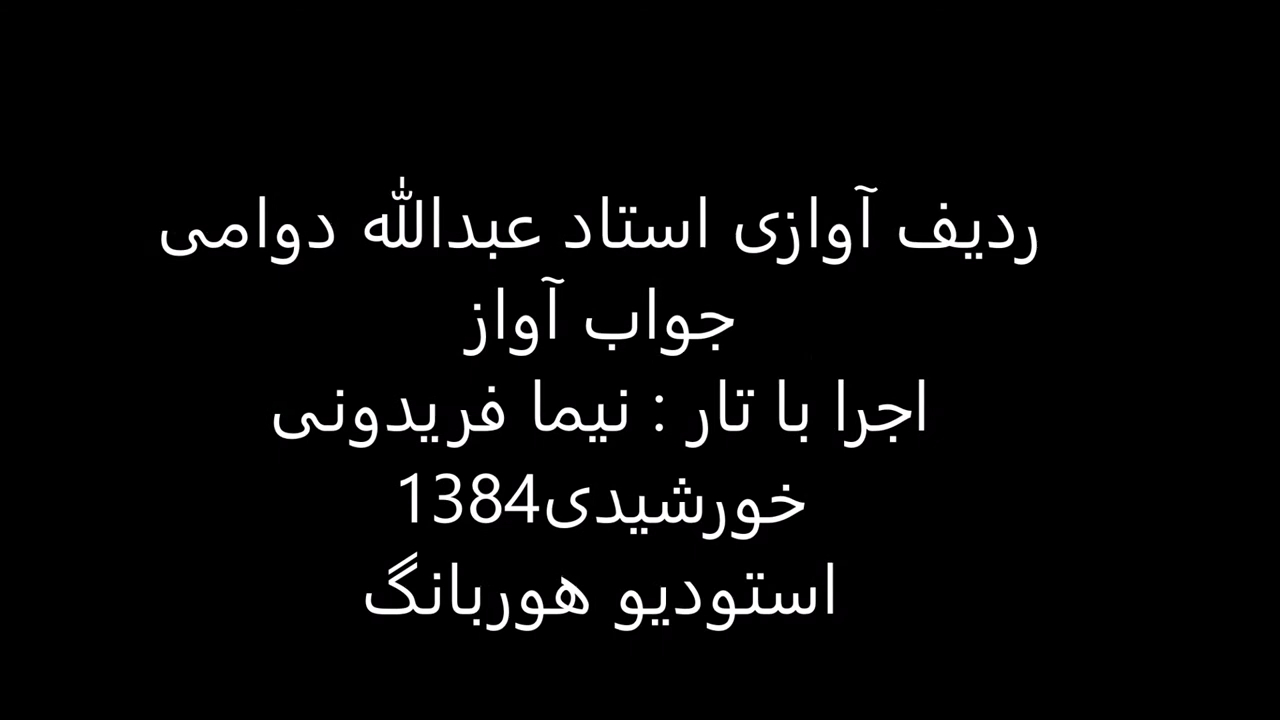 ردیف آوازی استاد عبدالله دوامی
جواب آواز
اجرا با تار : نیما فریدونی
خورشیدی1384
استودیو هوربانگ